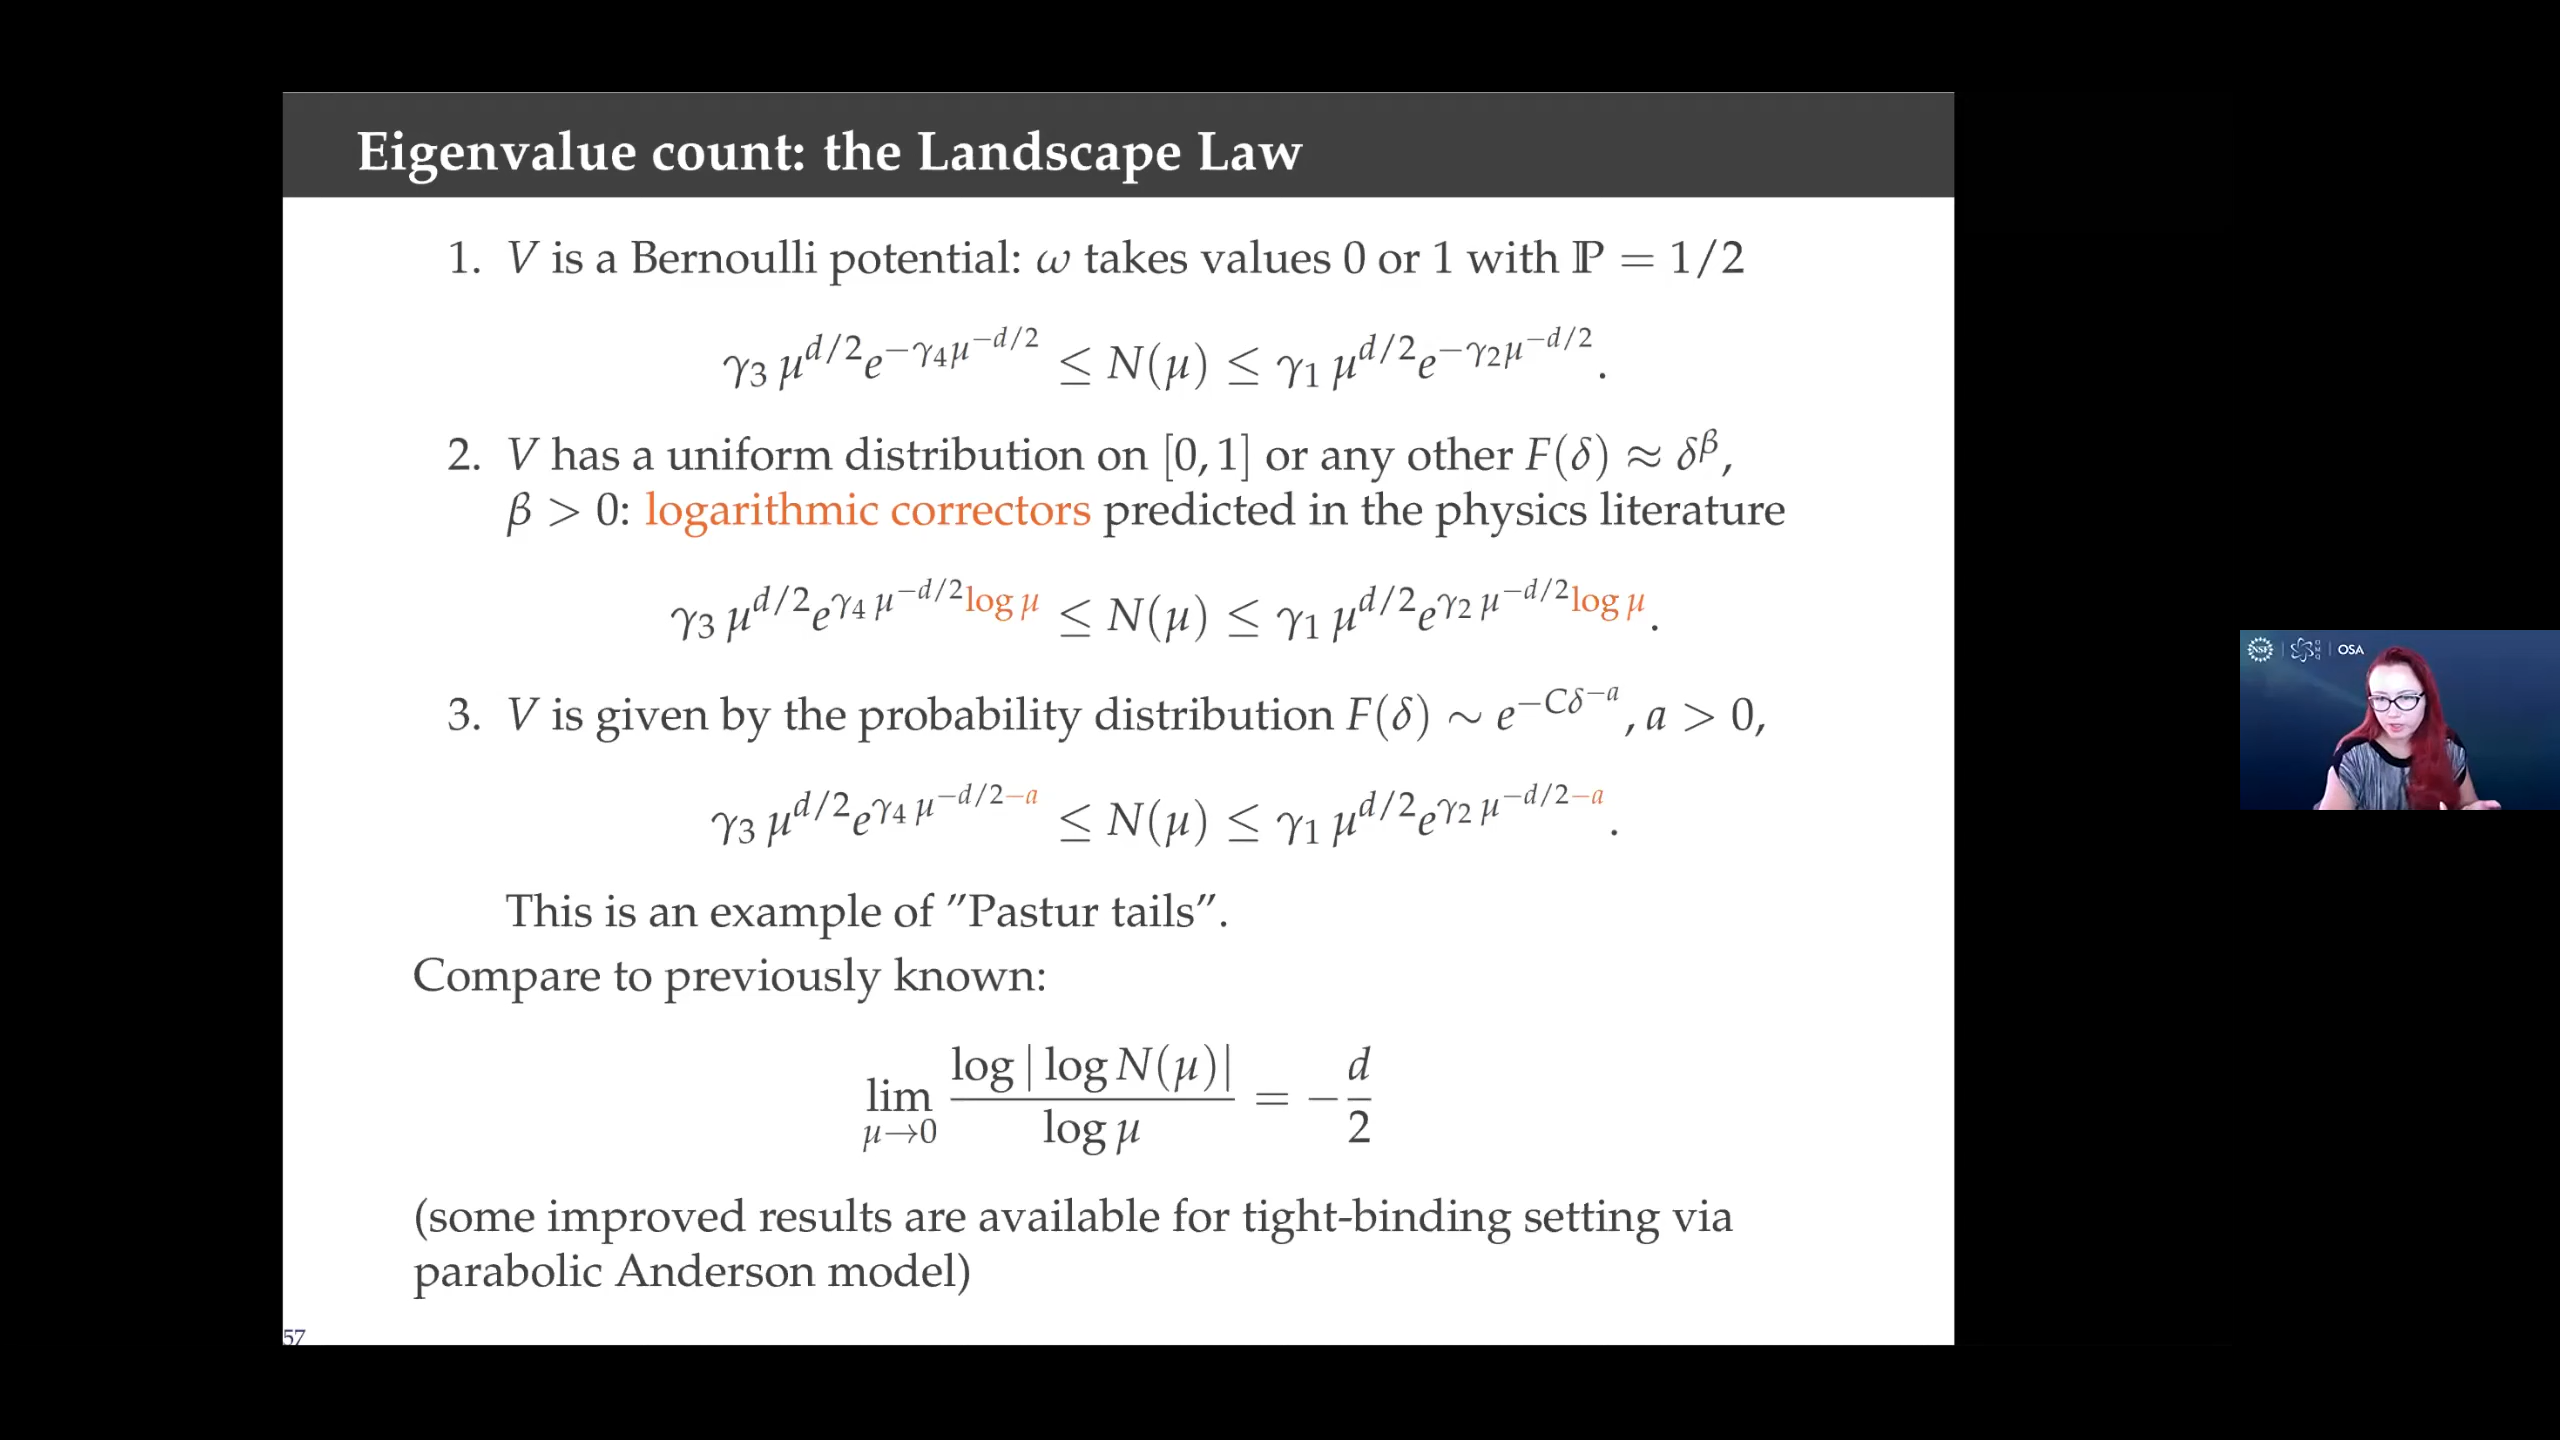 Eigenvalue count: the Landscape Law
1. V is a Bernoulli potential: ω takes values 0 or 1 with ℙ = 1/2
γ₃ μ^{d/2} e^{−γ₄μ^{−d/2}} ≤ N(μ) ≤ γ₁ μ^{d/2} e^{−γ₂μ^{−d/2}}.
2. V has a uniform distribution on [0, 1] or any other F(δ) ≈ δ^β,
β > 0: logarithmic correctors predicted in the physics literature
γ₃ μ^{d/2} e^{γ₄ μ^{−d/2} log μ} ≤ N(μ) ≤ γ₁ μ^{d/2} e^{γ₂ μ^{−d/2} log μ}.
3. V is given by the probability distribution F(δ) ∼ e^{−Cδ^{−a}}, a > 0,
γ₃ μ^{d/2} e^{γ₄ μ^{−d/2−a}} ≤ N(μ) ≤ γ₁ μ^{d/2} e^{γ₂ μ^{−d/2−a}}.
This is an example of ”Pastur tails”.
Compare to previously known:
lim_{μ→0} \frac{log | log N(μ)|}{log μ} = −\frac{d}{2}
(some improved results are available for tight-binding setting via
parabolic Anderson model)
57
NSF
OSA